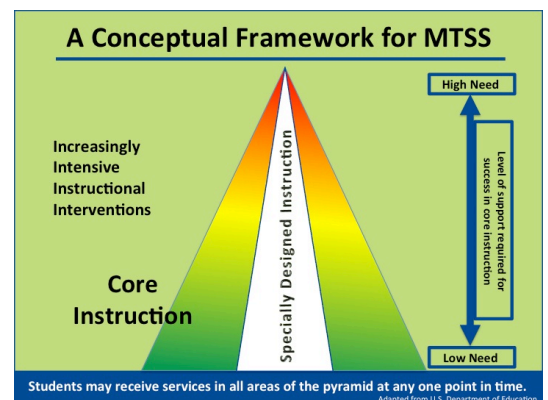 A Conceptual Framework for MTSS
High Need
Increasingly
Intensive
Instructional
Interventions
Specially Designed Instruction
Level of support required for
success in core instruction
Core
Instruction
Low Need
Students may receive services in all areas of the pyramid at any one point in time.
Adapted from U.S. Department of Education